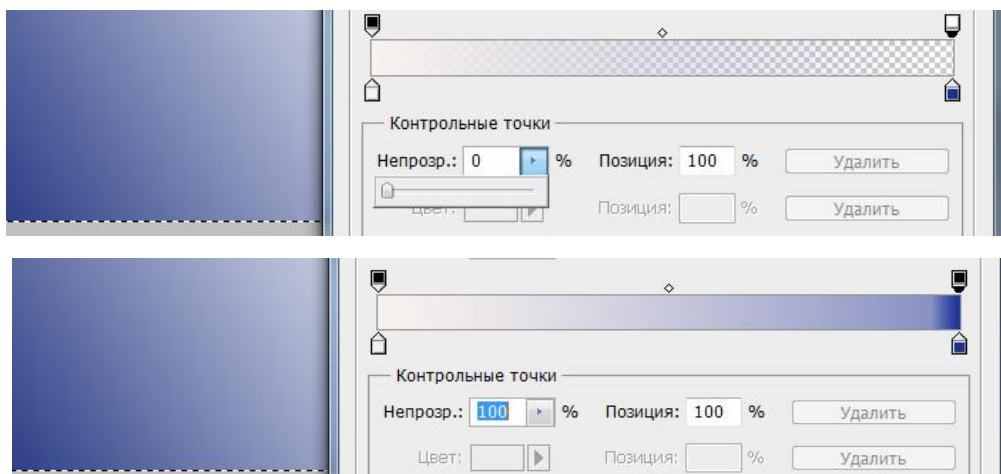 Контрольные точки
Непрозр.: 0 % Позиция: 100 % Удалить
Цвет: Позиция: % Удалить
Контрольные точки
Непрозр.: 100 % Позиция: 100 % Удалить
Цвет: Позиция: % Удалить